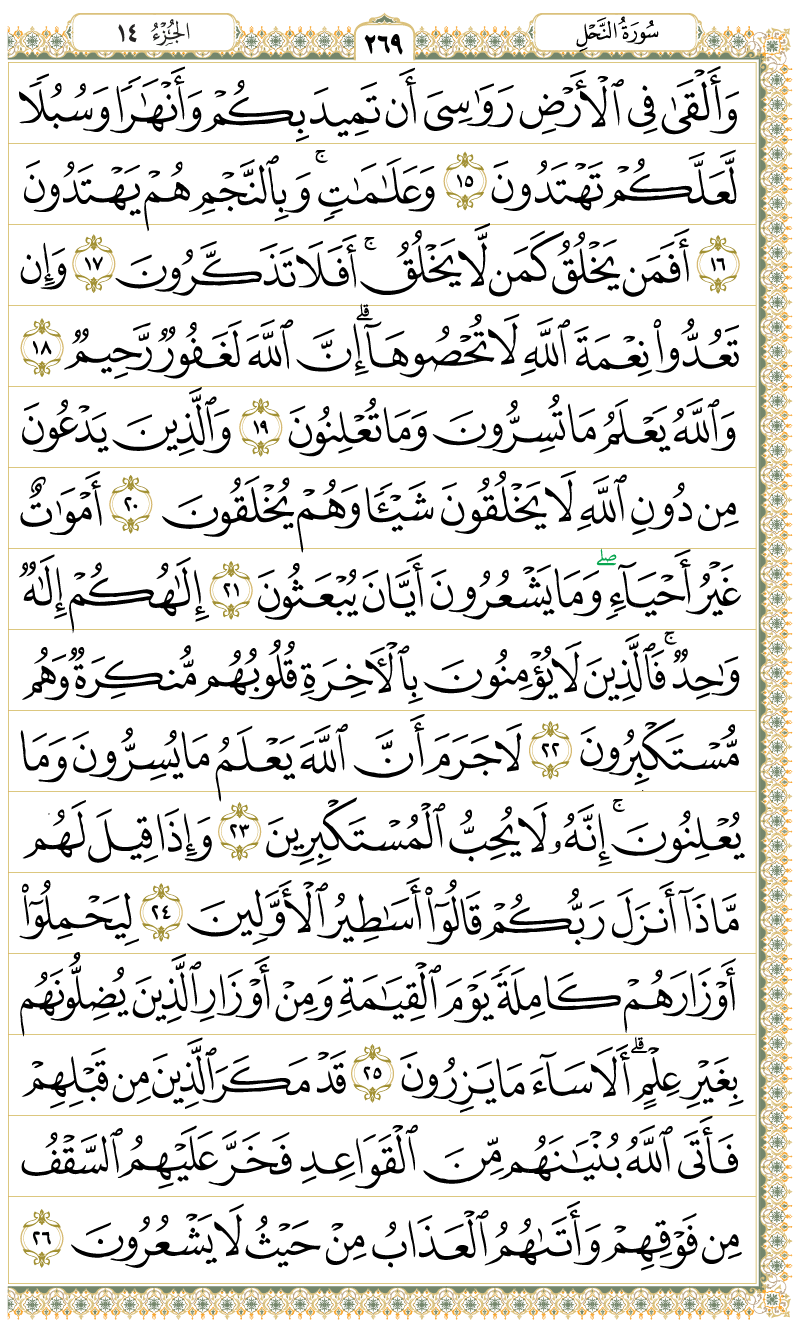 سُورَةُ النَّحْلِ ٢٦٩ الجُزْءُ ١٤
وَأَلْقَىٰ فِي ٱلْأَرْضِ رَوَٰسِيَ أَن تَمِيدَ بِكُمْ وَأَنْهَٰرًا وَسُبُلًا
لَّعَلَّكُمْ تَهْتَدُونَ ١٥ وَعَلَٰمَٰتٍ ۚ وَبِٱلنَّجْمِ هُمْ يَهْتَدُونَ
١٦ أَفَمَن يَخْلُقُ كَمَن لَّا يَخْلُقُ ۚ أَفَلَا تَذَكَّرُونَ ١٧ وَإِن
تَعُدُّوا۟ نِعْمَةَ ٱللَّهِ لَا تُحْصُوهَآ ۗ إِنَّ ٱللَّهَ لَغَفُورٌ رَّحِيمٌ ١٨
وَٱللَّهُ يَعْلَمُ مَا تُسِرُّونَ وَمَا تُعْلِنُونَ ١٩ وَٱلَّذِينَ يَدْعُونَ
مِن دُونِ ٱللَّهِ لَا يَخْلُقُونَ شَيْـًٔا وَهُمْ يُخْلَقُونَ ٢٠ أَمْوَٰتٌ
غَيْرُ أَحْيَآءٍ ۖ وَمَا يَشْعُرُونَ أَيَّانَ يُبْعَثُونَ ٢١ إِلَٰهُكُمْ إِلَٰهٌ
وَٰحِدٌ ۚ فَٱلَّذِينَ لَا يُؤْمِنُونَ بِٱلْـَٔاخِرَةِ قُلُوبُهُم مُّنكِرَةٌ وَهُم
مُّسْتَكْبِرُونَ ٢٢ لَا جَرَمَ أَنَّ ٱللَّهَ يَعْلَمُ مَا يُسِرُّونَ وَمَا
يُعْلِنُونَ ۚ إِنَّهُۥ لَا يُحِبُّ ٱلْمُسْتَكْبِرِينَ ٢٣ وَإِذَا قِيلَ لَهُم
مَّاذَآ أَنزَلَ رَبُّكُمْ قَالُوٓا۟ أَسَٰطِيرُ ٱلْأَوَّلِينَ ٢٤ لِيَحْمِلُوٓا۟
أَوْزَارَهُمْ كَامِلَةً يَوْمَ ٱلْقِيَٰمَةِ وَمِنْ أَوْزَارِ ٱلَّذِينَ يُضِلُّونَهُم
بِغَيْرِ عِلْمٍ ۗ أَلَا سَآءَ مَا يَزِرُونَ ٢٥ قَدْ مَكَرَ ٱلَّذِينَ مِن قَبْلِهِمْ
فَأَتَى ٱللَّهُ بُنْيَٰنَهُم مِّنَ ٱلْقَوَاعِدِ فَخَرَّ عَلَيْهِمُ ٱلسَّقْفُ
مِن فَوْقِهِمْ وَأَتَىٰهُمُ ٱلْعَذَابُ مِنْ حَيْثُ لَا يَشْعُرُونَ ٢٦